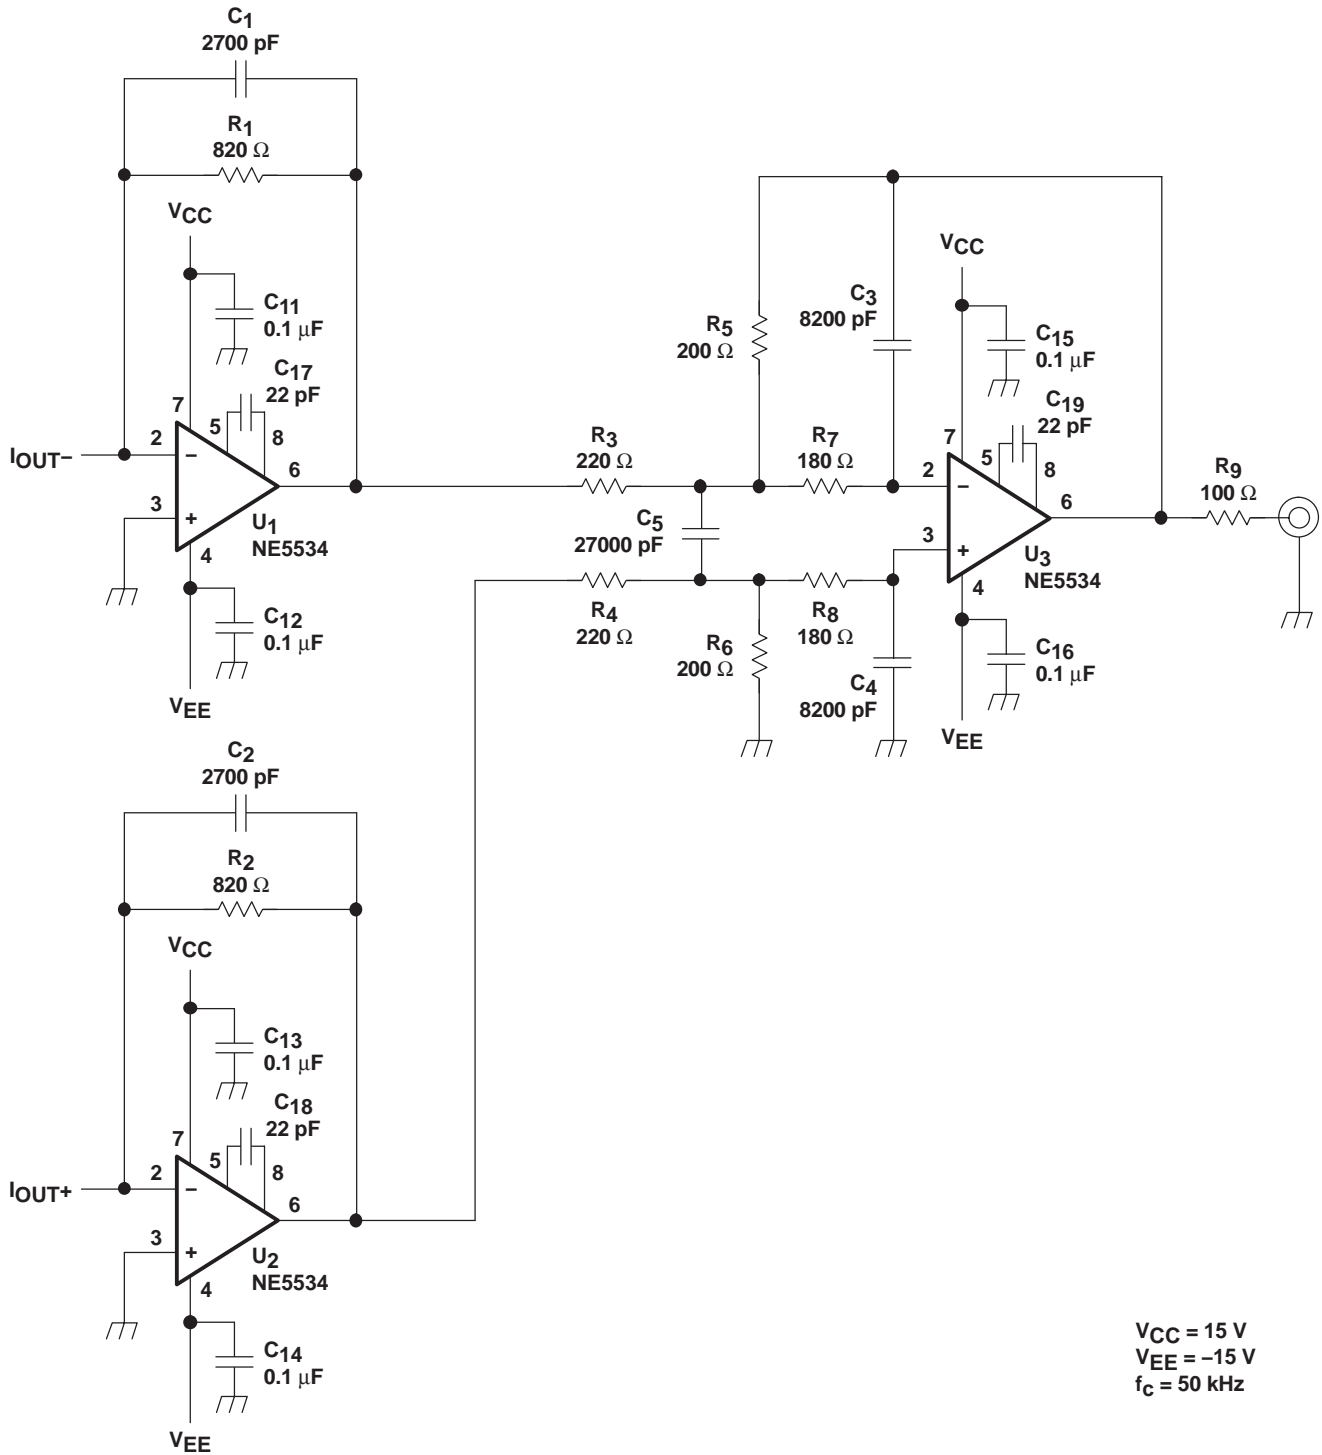 C1
2700 pF
R1
820 Ω
VCC
C11
0.1 μF
C17
22 pF
7
5
8
2
–
6
IOUT–
3
+
U1
NE5534
4
C12
0.1 μF
VEE
R3
220 Ω
R5
200 Ω
C3
8200 pF
R7
180 Ω
C5
27000 pF
R4
220 Ω
R6
200 Ω
R8
180 Ω
C4
8200 pF
VCC
C15
0.1 μF
C19
22 pF
7
5
8
2
–
6
3
+
U3
NE5534
4
C16
0.1 μF
VEE
R9
100 Ω
C2
2700 pF
R2
820 Ω
VCC
C13
0.1 μF
C18
22 pF
7
5
8
2
–
6
IOUT+
3
+
U2
NE5534
4
C14
0.1 μF
VEE
VCC = 15 V
VEE = –15 V
fC = 50 kHz